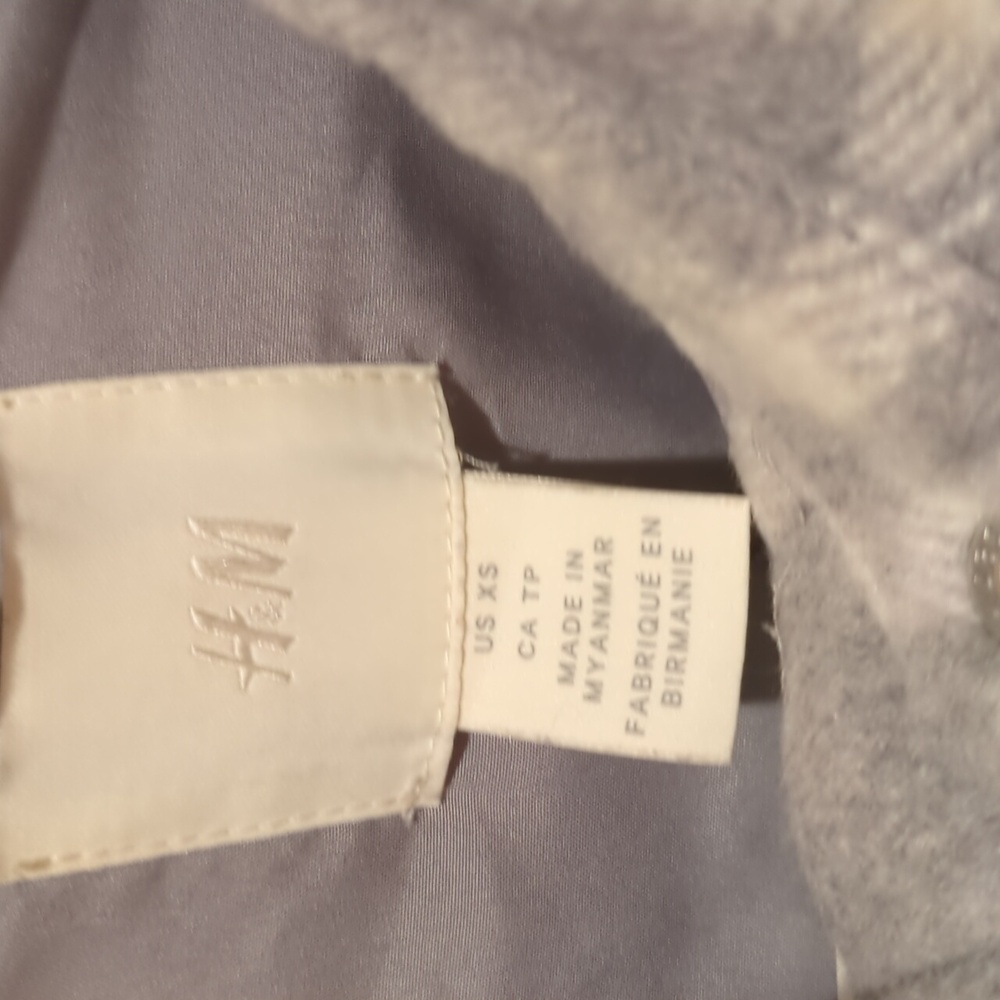 H&M
US XS
CA TP
MADE IN
MYANMAR
FABRIQUÉ EN
BIRMANIE